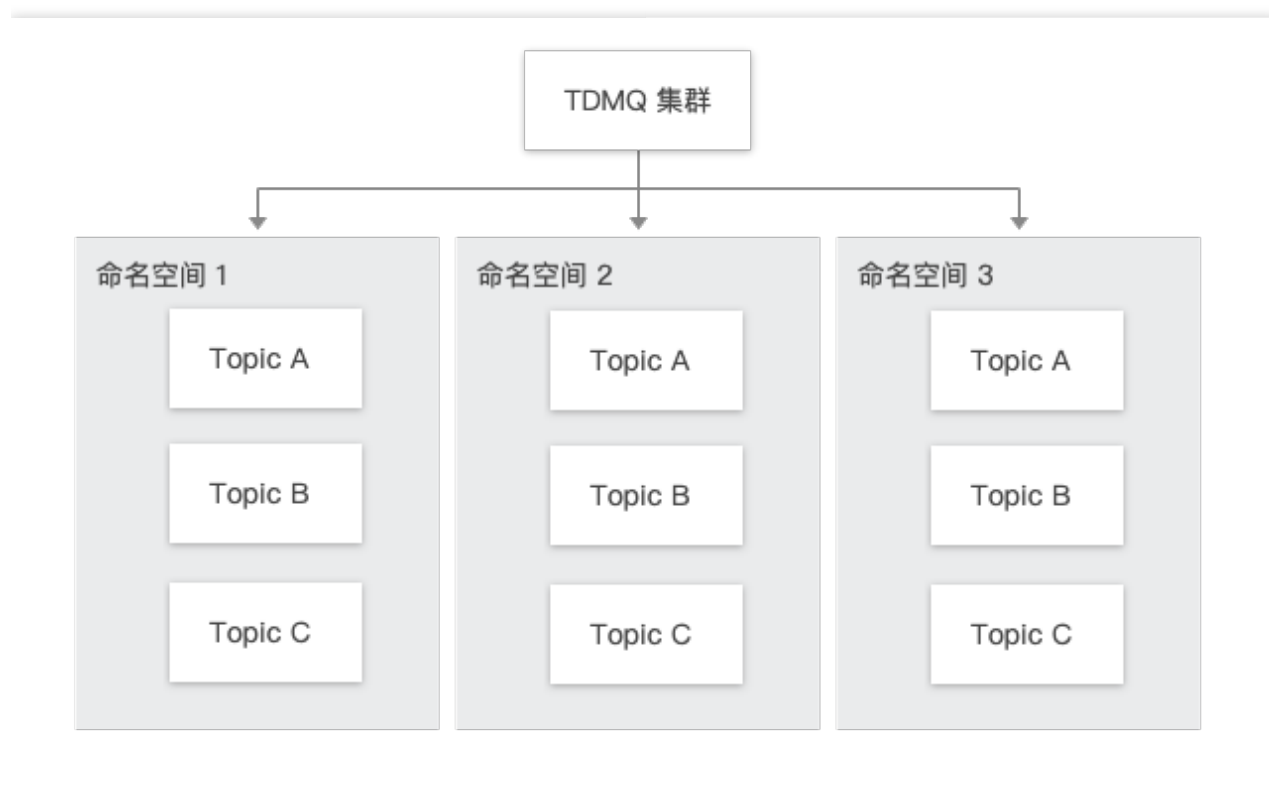 TDMQ 集群
命名空间 1
Topic A
Topic B
Topic C
命名空间 2
Topic A
Topic B
Topic C
命名空间 3
Topic A
Topic B
Topic C